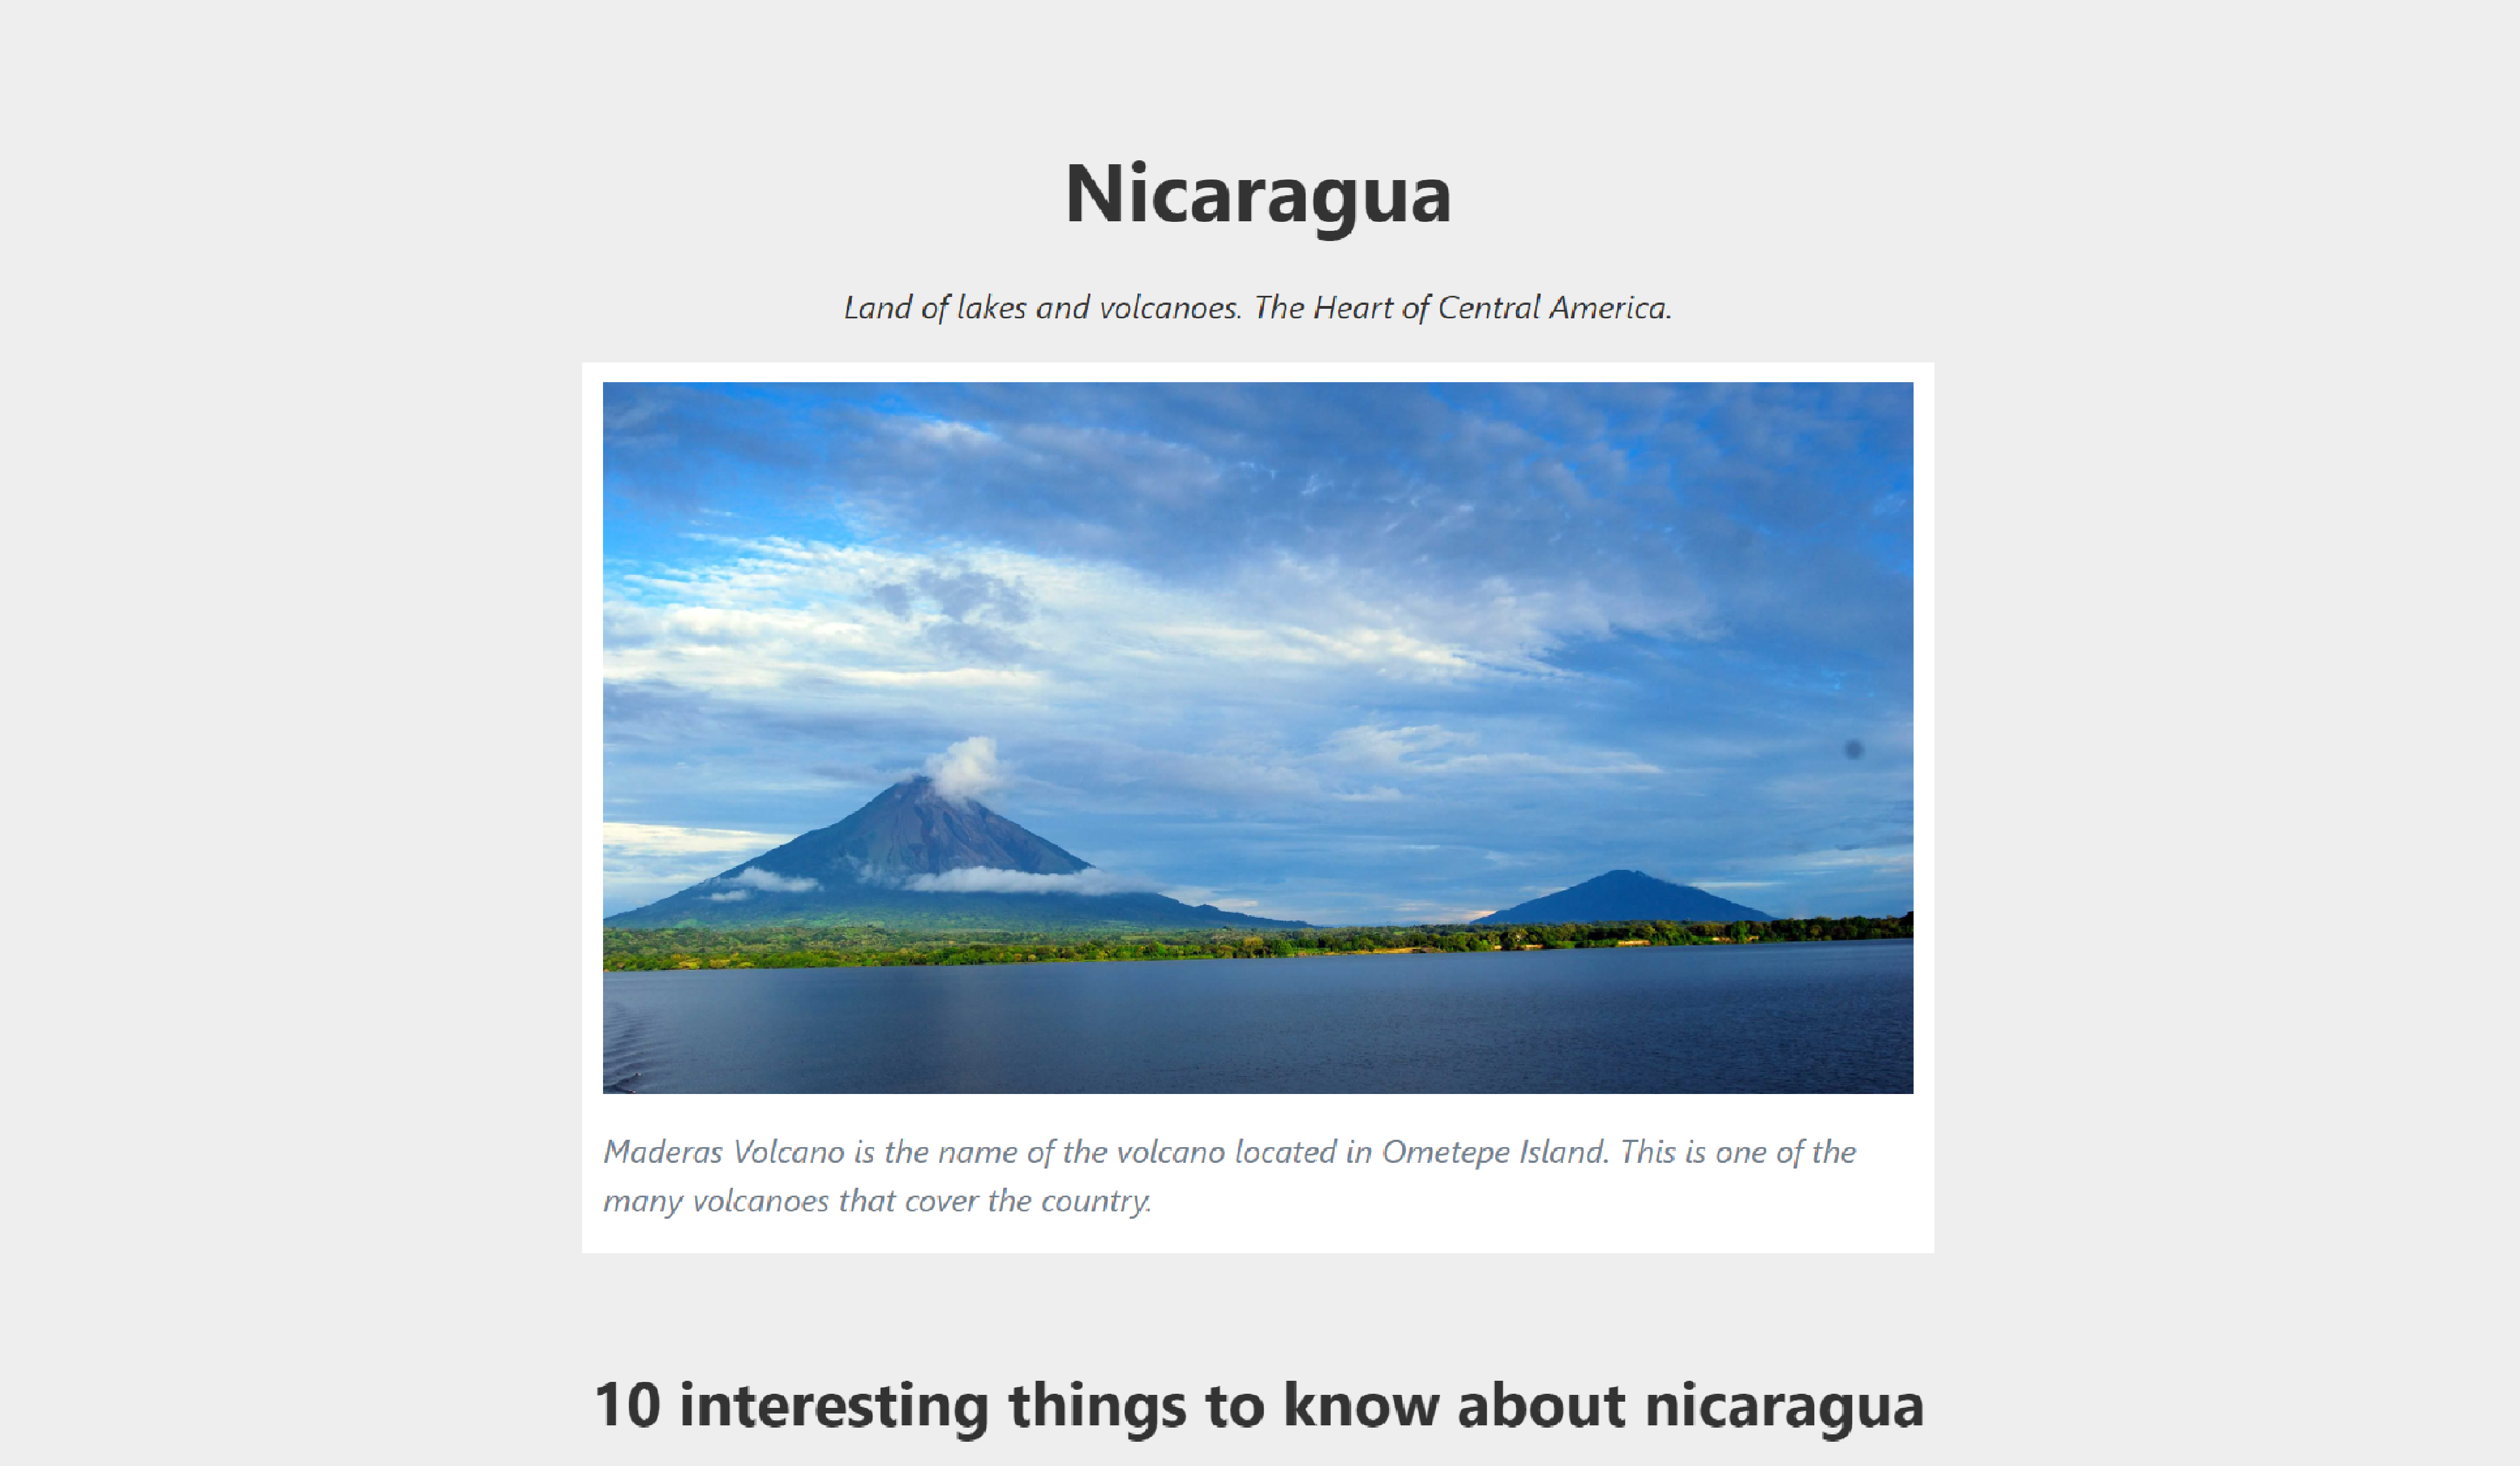 Nicaragua
Land of lakes and volcanoes. The Heart of Central America.
Maderas Volcano is the name of the volcano located in Ometepe Island. This is one of the
many volcanoes that cover the country.
10 interesting things to know about nicaragua